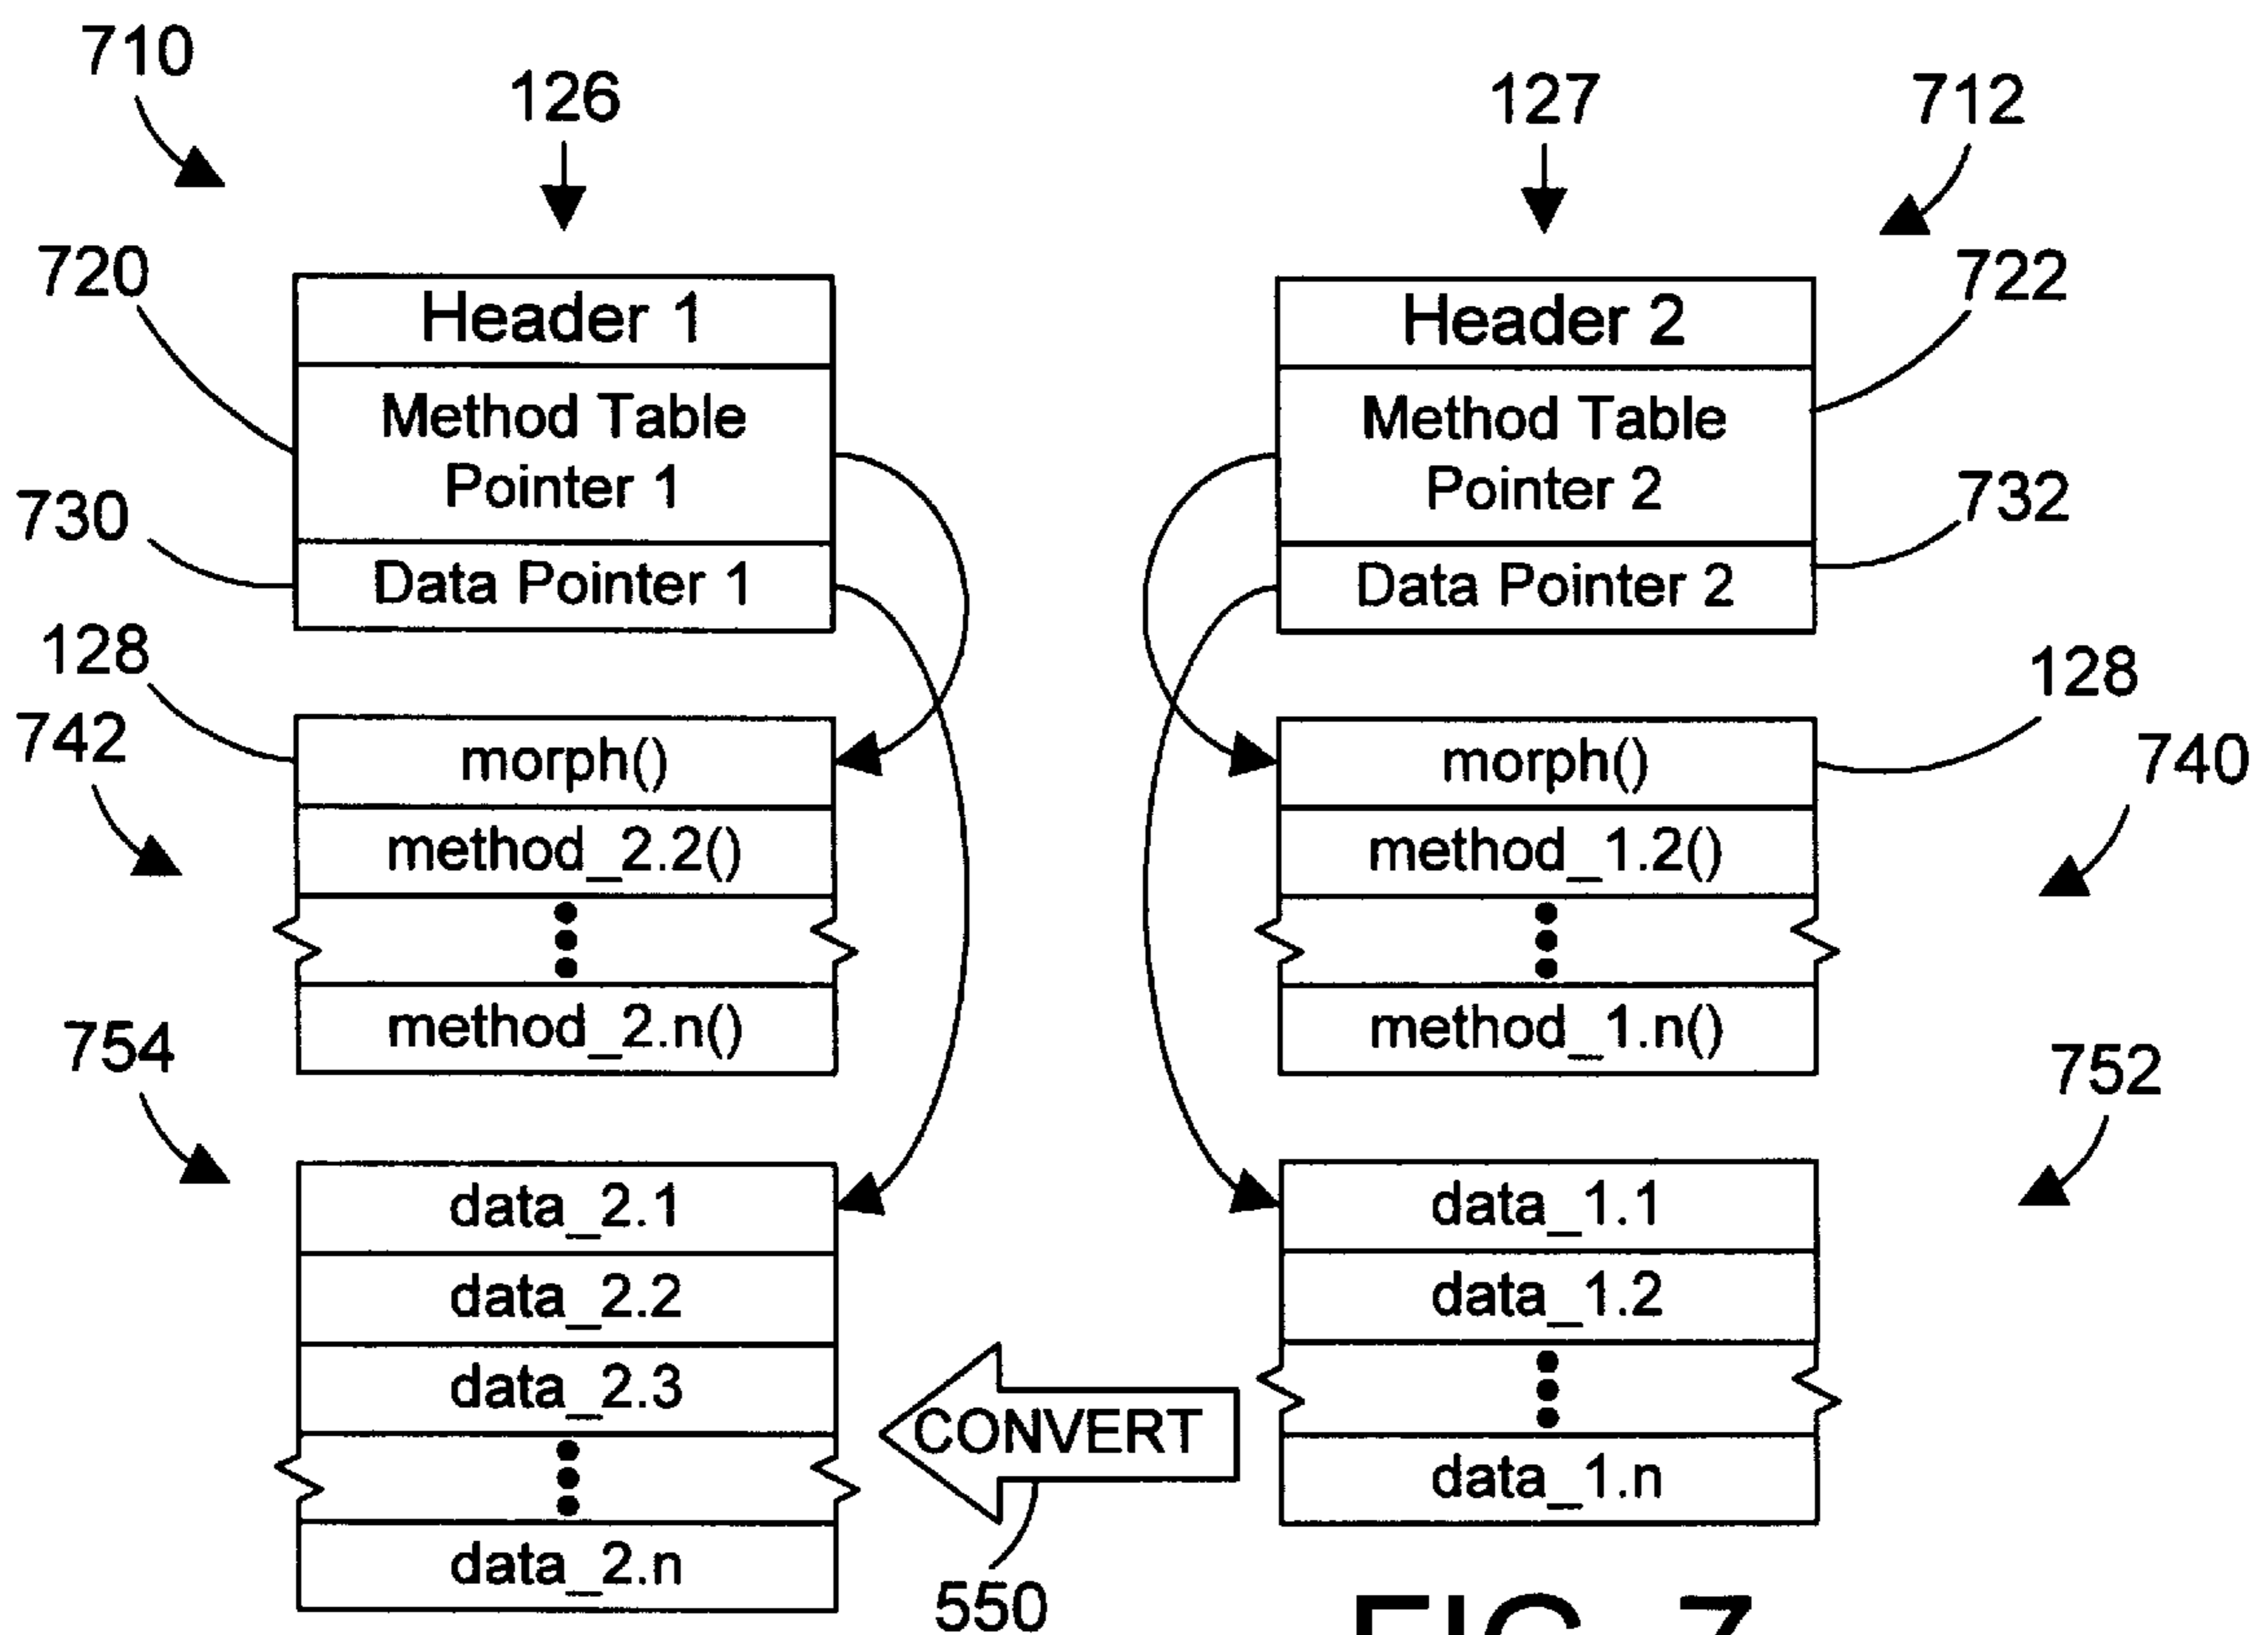 710
126
127
712
720
722
Header 1
Header 2
Method Table
Pointer 1
Method Table
Pointer 2
730
732
Data Pointer 1
Data Pointer 2
128
128
742
740
morph()
morph()
method_2.2()
method_1.2()
method_2.n()
method_1.n()
754
752
data_2.1
data_1.1
data_2.2
data_1.2
data_2.3
CONVERT
data_1.n
data_2.n
550
FIG. 7